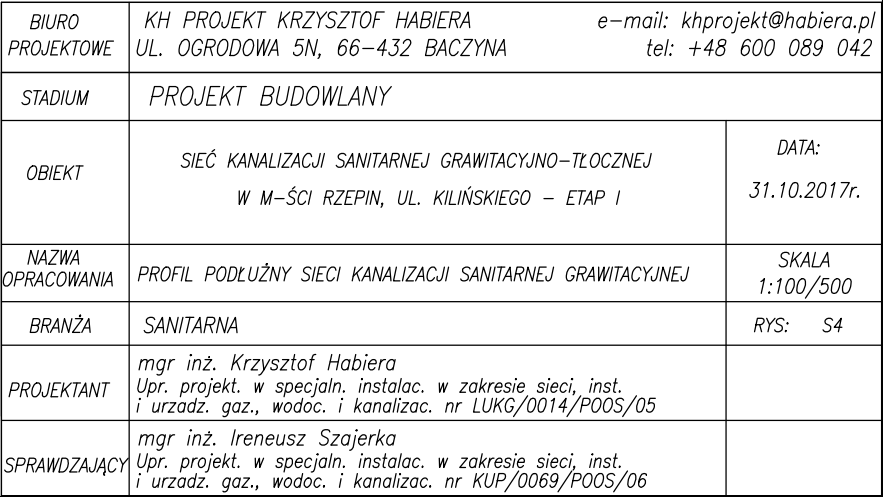 BIURO PROJEKTOWE
KH PROJEKT KRZYSZTOF HABIERA e-mail: khprojekt@habiera.pl
UL. OGRODOWA 5N, 66-432 BACZYNA tel: +48 600 089 042
STADIUM
PROJEKT BUDOWLANY
OBIEKT
SIEĆ KANALIZACJI SANITARNEJ GRAWITACYJNO-TŁOCZNEJ
W M-ŚCI RZEPIN, UL. KILIŃSKIEGO - ETAP I
DATA:
31.10.2017r.
NAZWA
OPRACOWANIA
PROFIL PODŁUŻNY SIECI KANALIZACJI SANITARNEJ GRAWITACYJNEJ
SKALA
1:100/500
BRANŻA
SANITARNA
RYS: S4
PROJEKTANT
mgr inż. Krzysztof Habiera
Upr. projekt. w specjaln. instalac. w zakresie sieci, inst.
i urzadz. gaz., wodoc. i kanalizac. nr LUKG/0014/POOS/05
SPRAWDZAJĄCY
mgr inż. Ireneusz Szajerka
Upr. projekt. w specjaln. instalac. w zakresie sieci, inst.
i urzadz. gaz., wodoc. i kanalizac. nr KUP/0069/POOS/06